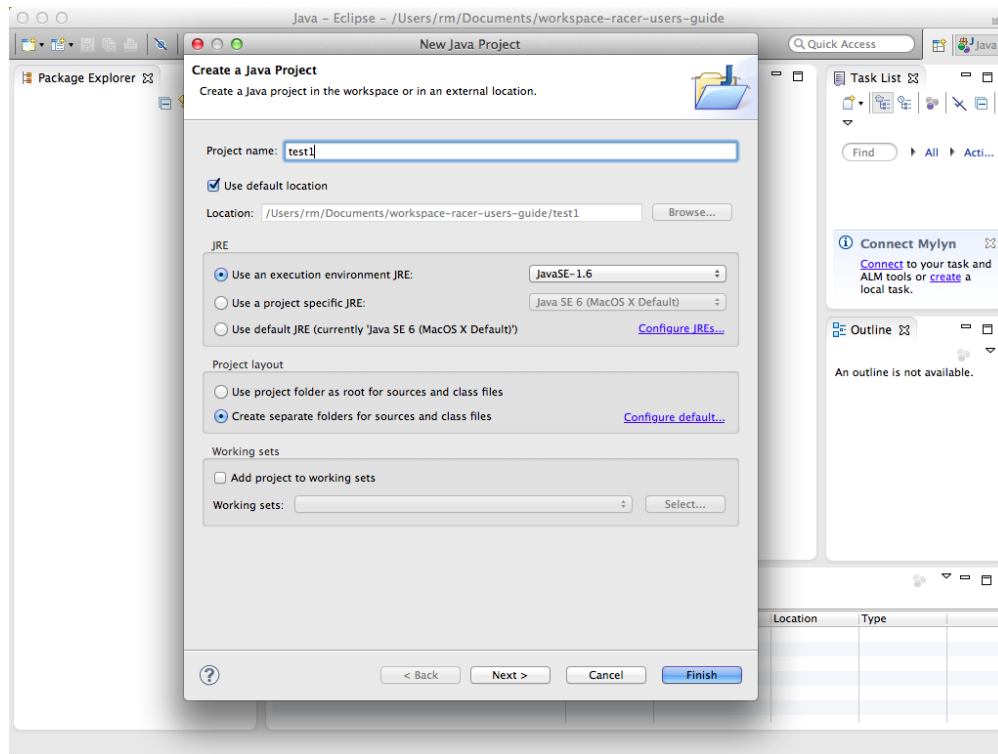 Java – Eclipse – /Users/rm/Documents/workspace-racer-users-guide
Quick Access
Java
Package Explorer
New Java Project
Create a Java Project
Create a Java project in the workspace or in an external location.
Project name: test1
Use default location
Location: /Users/rm/Documents/workspace-racer-users-guide/test1 Browse...
JRE
Use an execution environment JRE: JavaSE-1.6
Use a project specific JRE: Java SE 6 (MacOS X Default)
Use default JRE (currently 'Java SE 6 (MacOS X Default)') Configure JREs...
Project layout
Use project folder as root for sources and class files
Create separate folders for sources and class files Configure default...
Working sets
Add project to working sets
Working sets: Select...
? < Back Next > Cancel Finish
Task List
Find All Acti...
Connect Mylyn
Connect to your task and
ALM tools or create a
local task.
Outline
An outline is not available.
Location Type